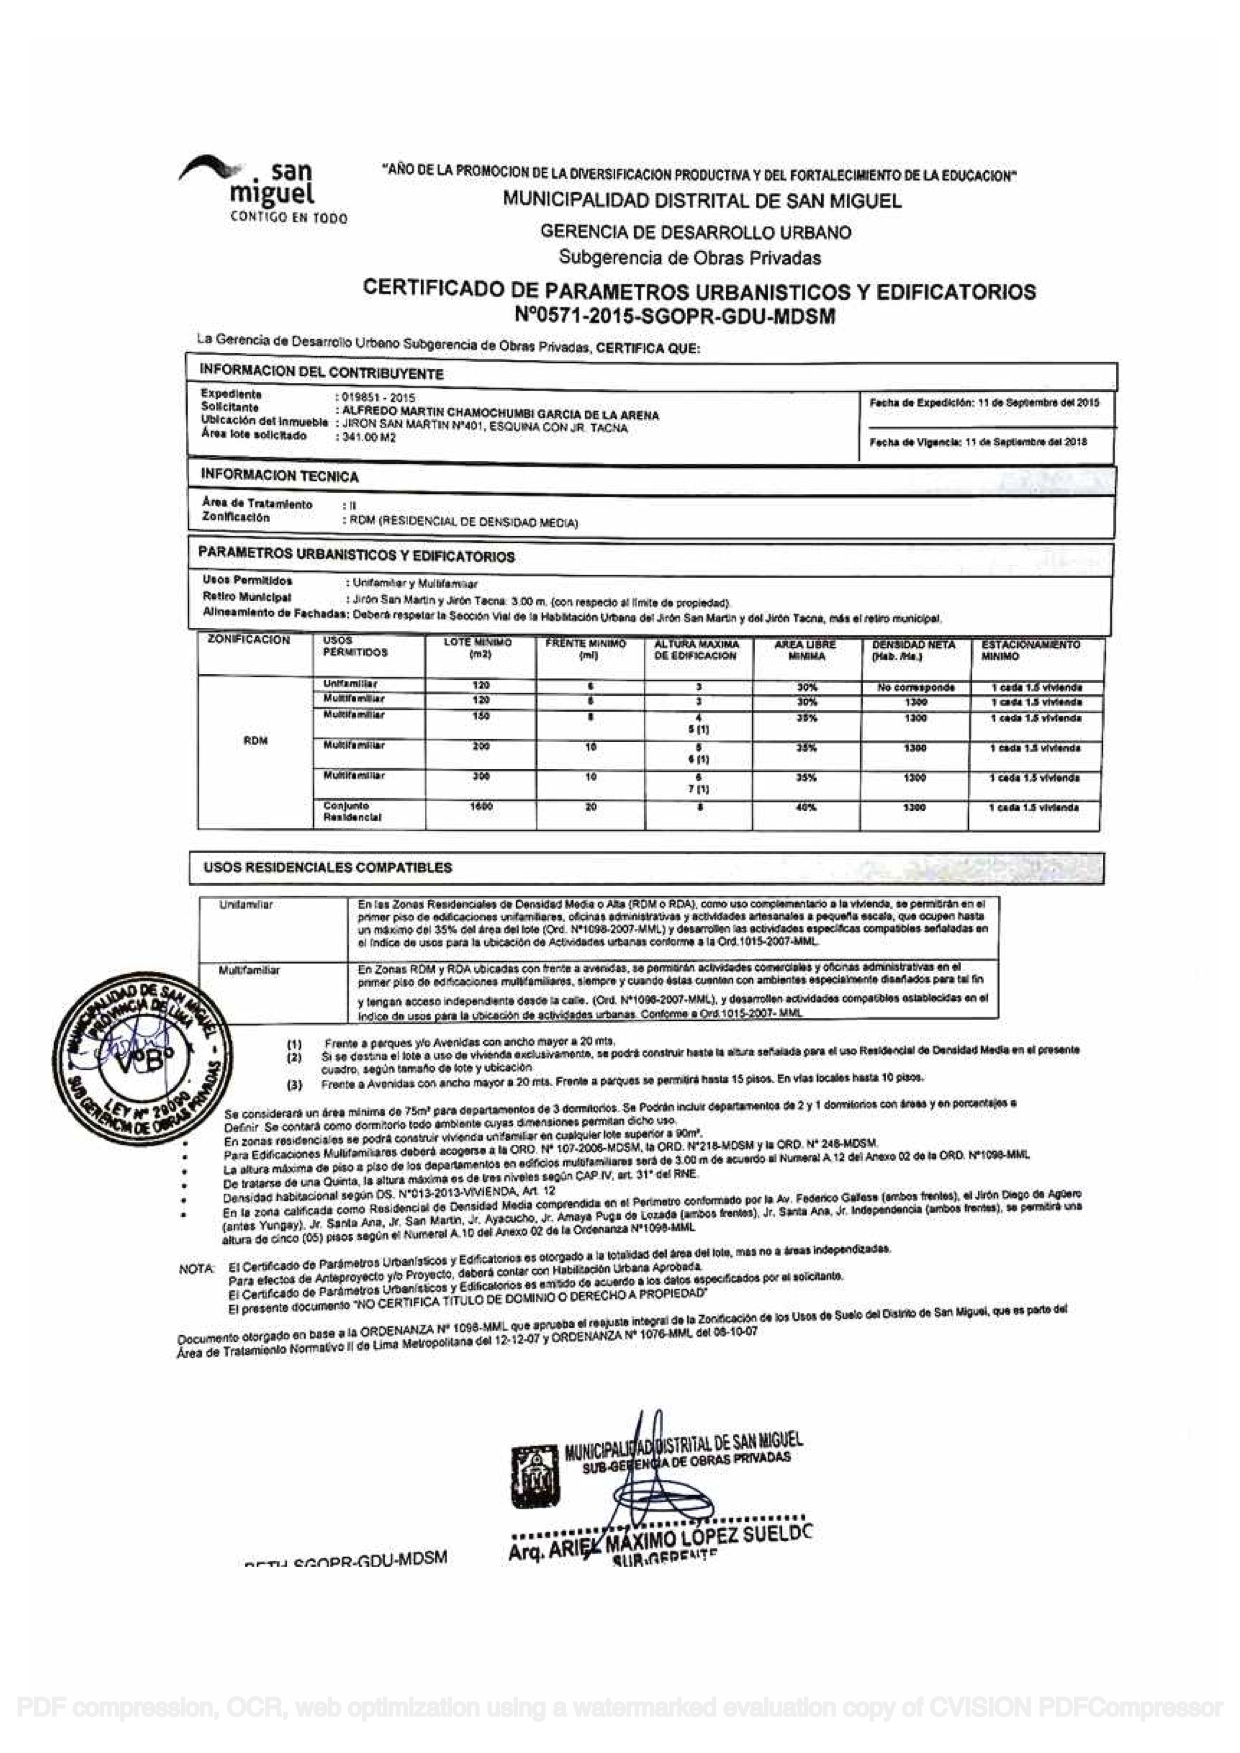 san
miguel
CONTIGO EN TODO
"AÑO DE LA PROMOCION DE LA DIVERSIFICACION PRODUCTIVA Y DEL FORTALECIMIENTO DE LA EDUCACION"
MUNICIPALIDAD DISTRITAL DE SAN MIGUEL
GERENCIA DE DESARROLLO URBANO
Subgerencia de Obras Privadas
CERTIFICADO DE PARAMETROS URBANISTICOS Y EDIFICATORIOS
Nº0571-2015-SGOPR-GDU-MDSM
La Gerencia de Desarrollo Urbano Subgerencia de Obras Privadas, CERTIFICA QUE:
INFORMACION DEL CONTRIBUYENTE
Expediente : 019851 - 2015
Solicitante : ALFREDO MARTIN CHAMOCHUMBI GARCIA DE LA ARENA
Ubicación del Inmueble : JIRON SAN MARTIN Nº401, ESQUINA CON JR. TACNA
Área lote solicitado : 341.00 M2
Fecha de Expedición: 11 de Septiembre del 2015
Fecha de Vigencia: 11 de Septiembre del 2018
INFORMACION TECNICA
Área de Tratamiento : II
Zonificación : RDM (RESIDENCIAL DE DENSIDAD MEDIA)
PARAMETROS URBANISTICOS Y EDIFICATORIOS
Usos Permitidos : Unifamiliar y Multifamiliar
Retiro Municipal : Jirón San Martin y Jirón Tacna: 3.00 m. (con respecto al límite de propiedad).
Alineamiento de Fachadas: Deberá respetar la Sección Vial de la Habilitación Urbana del Jirón San Martin y del Jirón Tacna, más el retiro municipal.
ZONIFICACION USOS PERMITIDOS LOTE MINIMO (m2) FRENTE MINIMO (ml) ALTURA MAXIMA DE EDIFICACION AREA LIBRE MINIMA DENSIDAD NETA (Hab. /Ha.) ESTACIONAMIENTO MINIMO
RDM
Unifamiliar 120 6 3 30% No corresponde 1 cada 1.5 vivienda
Multifamiliar 120 6 3 30% 1300 1 cada 1.5 vivienda
Multifamiliar 150 8 4 35% 1300 1 cada 1.5 vivienda
5 (1)
Multifamiliar 200 10 5 35% 1300 1 cada 1.5 vivienda
6 (1)
Multifamiliar 300 10 6 35% 1300 1 cada 1.5 vivienda
7 (1)
Conjunto Residencial 1600 20 8 40% 1300 1 cada 1.5 vivienda
USOS RESIDENCIALES COMPATIBLES
Unifamiliar
En las Zonas Residenciales de Densidad Media o Alta (RDM o RDA), como uso complementario a la vivienda, se permitirán en el
primer piso de edificaciones unifamiliares, oficinas administrativas y actividades artesanales a pequeña escala, que ocupen hasta
un máximo del 35% del área del lote (Ord. Nº1098-2007-MML) y desarrollen las actividades específicas compatibles señaladas en
el índice de usos para la ubicación de Actividades urbanas conforme a la Ord.1015-2007-MML.
Multifamiliar
En Zonas RDM y RDA ubicadas con frente a avenidas, se permitirán actividades comerciales y oficinas administrativas en el
primer piso de edificaciones multifamiliares, siempre y cuando éstas cuenten con ambientes especialmente diseñados para tal fin
y tengan acceso independiente desde la calle. (Ord. Nº1098-2007-MML), y desarrollen actividades compatibles establecidas en el
índice de usos para la ubicación de actividades urbanas. Conforme a Ord.1015-2007- MML
(1) Frente a parques y/o Avenidas con ancho mayor a 20 mts.
(2) Si se destina el lote a uso de vivienda exclusivamente, se podrá construir hasta la altura señalada para el uso Residencial de Densidad Media en el presente
cuadro, según tamaño de lote y ubicación
(3) Frente a Avenidas con ancho mayor a 20 mts. Frente a parques se permitirá hasta 15 pisos. En vías locales hasta 10 pisos.
MUNICIPALIDAD DE SAN MIGUEL
PROVINCIA DE LIMA
VºBº
SUB GERENCIA DE OBRAS PRIVADAS
Se considerará un área mínima de 75m² para departamentos de 3 dormitorios. Se Podrán incluir departamentos de 2 y 1 dormitorios con áreas y en porcentajes a
Definir. Se contará como dormitorio todo ambiente cuyas dimensiones permitan dicho uso.
En zonas residenciales se podrá construir vivienda unifamiliar en cualquier lote superior a 90m².
Para Edificaciones Multifamiliares deberá acogerse a la ORD. Nº 107-2006-MDSM, la ORD. Nº218-MDSM y la ORD. Nº 248-MDSM.
La altura máxima de piso a piso de los departamentos en edificios multifamiliares será de 3.00 m de acuerdo al Numeral A.12 del Anexo 02 de la ORD. Nº1098-MML
De tratarse de una Quinta, la altura máxima es de tres niveles según CAP.IV, art. 31° del RNE.
Densidad habitacional según DS. Nº013-2013-VIVIENDA, Art. 12
En la zona calificada como Residencial de Densidad Media comprendida en el Perímetro conformado por la Av. Federico Gallese (ambos frentes), el Jirón Diego de Agüero
(antes Yungay), Jr. Santa Ana, Jr. San Martin, Jr. Ayacucho, Jr. Amaya Puga de Lozada (ambos frentes), Jr. Santa Ana, Jr. Independencia (ambos frentes), se permitirá una
altura de cinco (05) pisos según el Numeral A.10 del Anexo 02 de la Ordenanza Nº1098-MML
NOTA: El Certificado de Parámetros Urbanísticos y Edificatorios es otorgado a la totalidad del área del lote, mas no a áreas independizadas.
Para efectos de Anteproyecto y/o Proyecto, deberá contar con Habilitación Urbana Aprobada.
El Certificado de Parámetros Urbanísticos y Edificatorios es emitido de acuerdo a los datos especificados por el solicitante.
El presente documento "NO CERTIFICA TITULO DE DOMINIO O DERECHO A PROPIEDAD"
Documento otorgado en base a la ORDENANZA Nº 1098-MML que aprueba el reajuste integral de la Zonificación de los Usos de Suelo del Distrito de San Miguel, que es parte del
Área de Tratamiento Normativo II de Lima Metropolitana del 12-12-07 y ORDENANZA Nº 1076-MML del 08-10-07
MUNICIPALIDAD DISTRITAL DE SAN MIGUEL
SUB-GERENCIA DE OBRAS PRIVADAS
Arq. ARIEL MÁXIMO LÓPEZ SUELDO
SUB-GERENTE
SGOPR-GDU-MDSM
PDF compression, OCR, web optimization using a watermarked evaluation copy of CVISION PDFCompressor